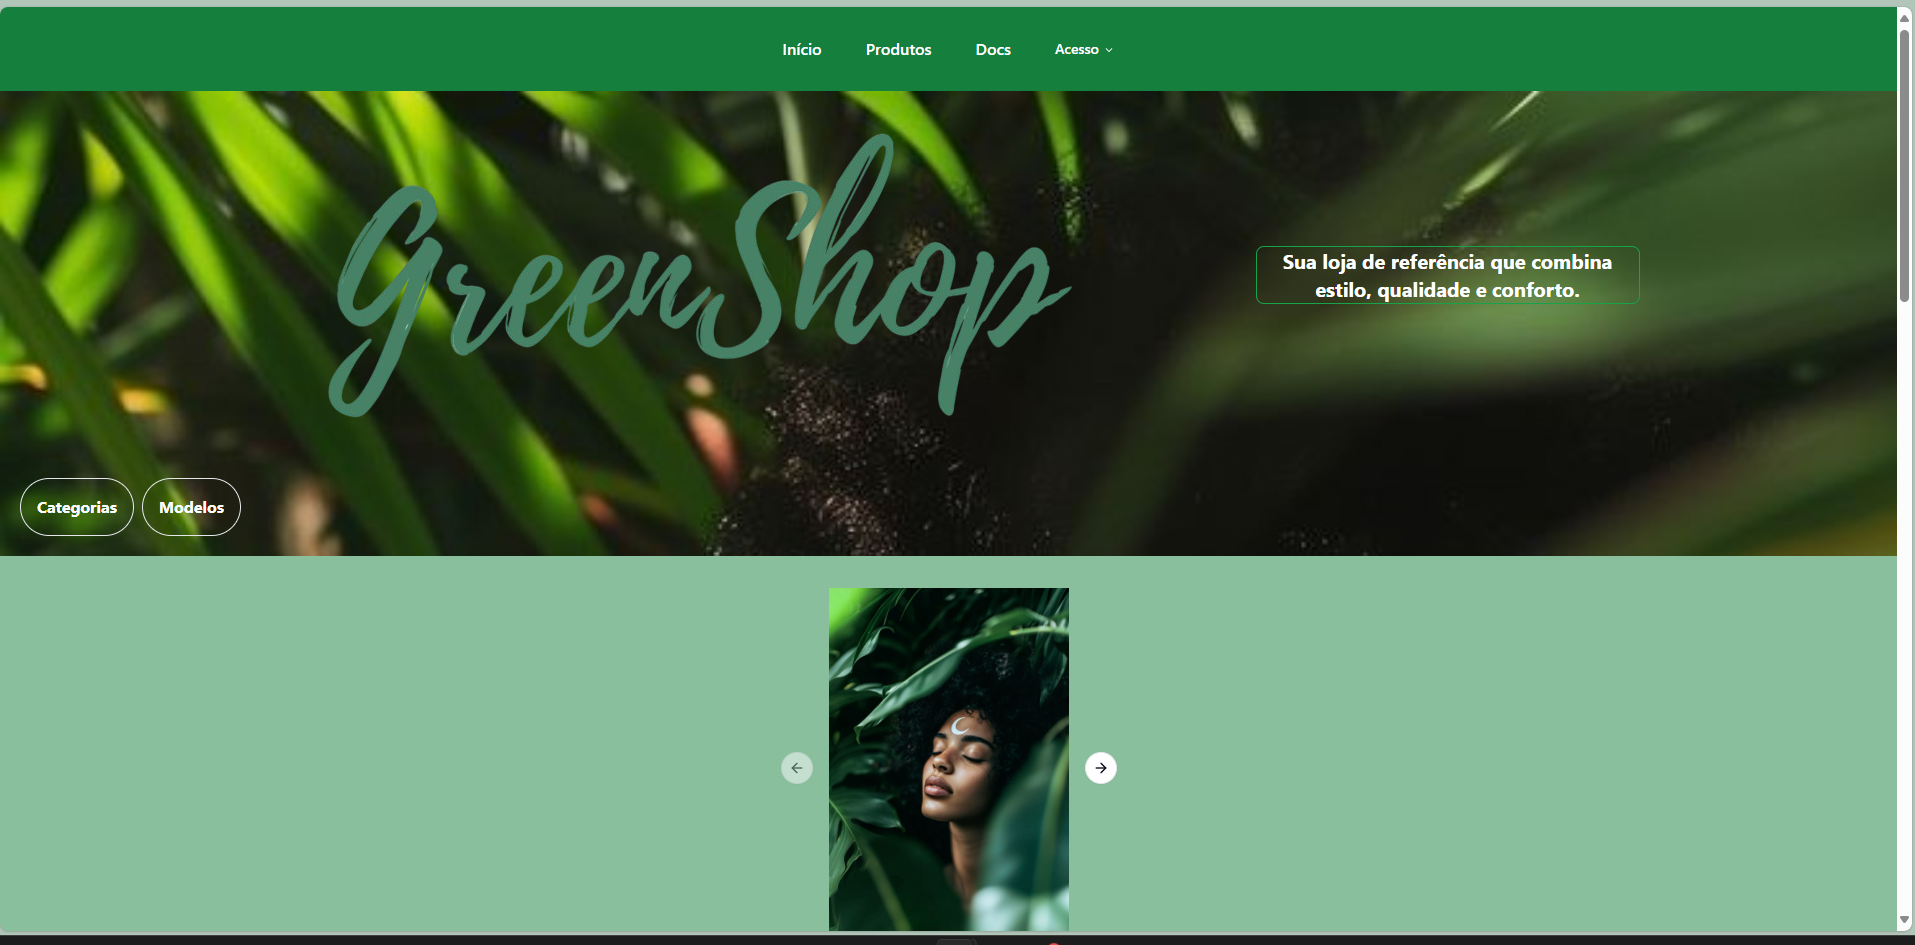 Início
Produtos
Docs
Acesso
GreenShop
Sua loja de referência que combina
estilo, qualidade e conforto.
Categorias
Modelos